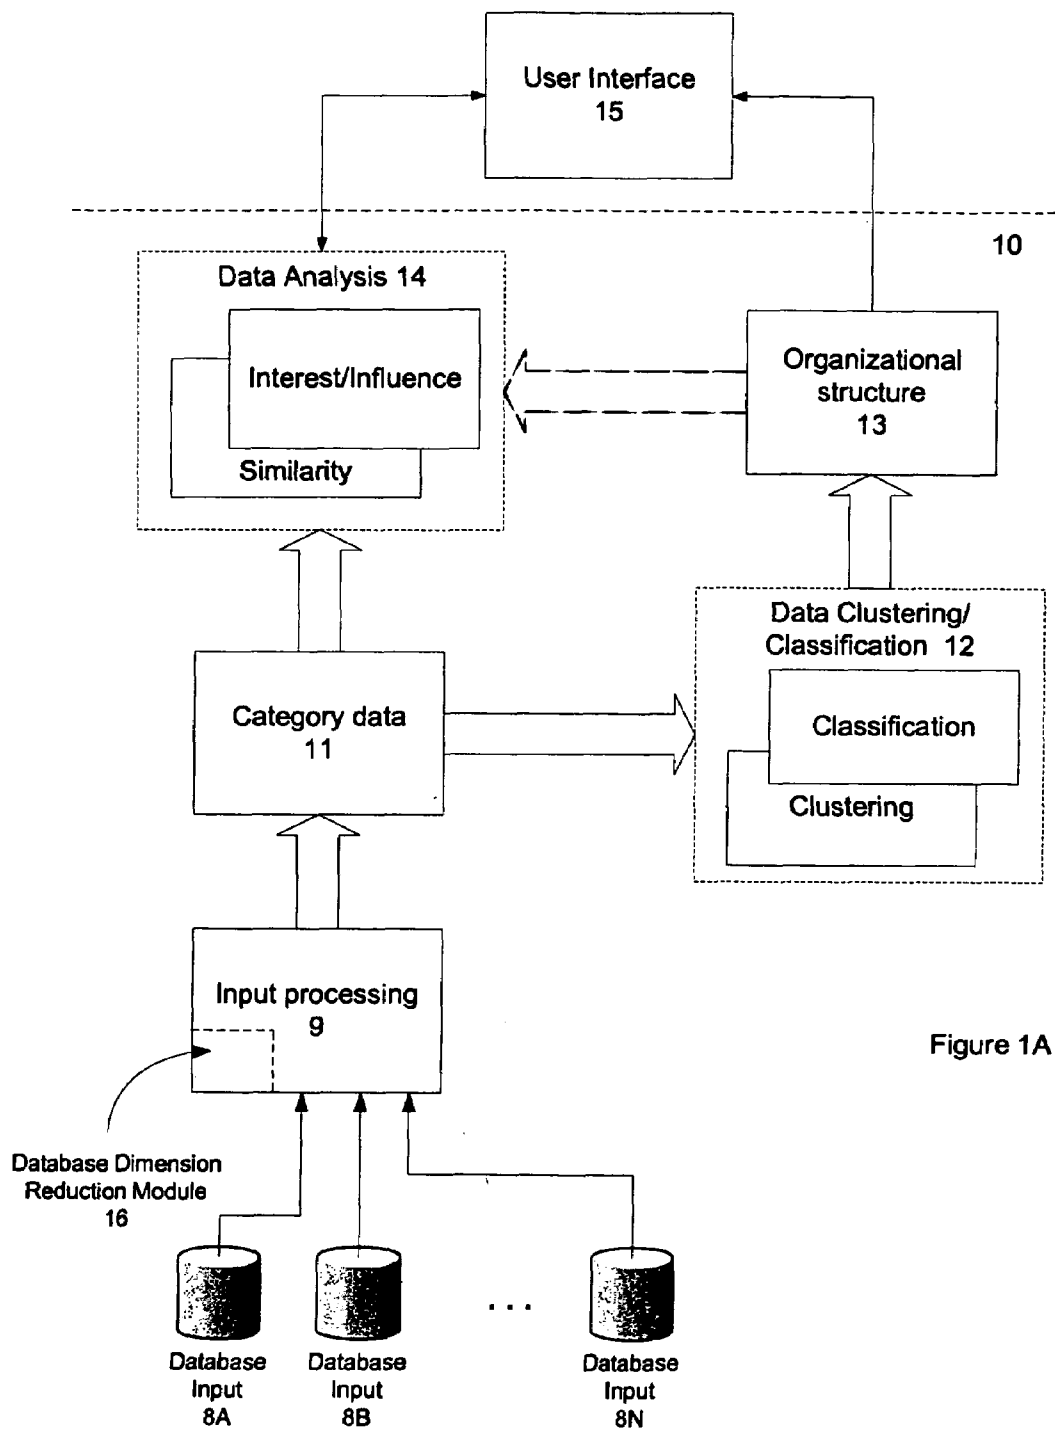 User Interface
15
10
Data Analysis 14
Interest/Influence
Similarity
Organizational
structure
13
Data Clustering/
Classification 12
Classification
Clustering
Category data
11
Input processing
9
Figure 1A
Database Dimension
Reduction Module
16
Database
Input
8A
Database
Input
8B
...
Database
Input
8N